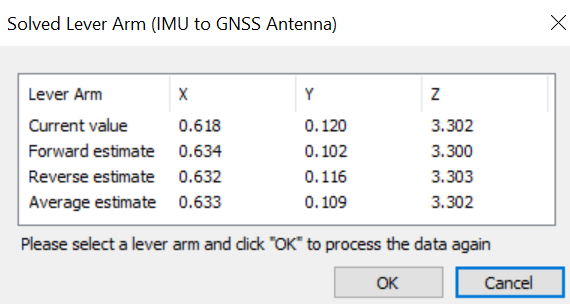 Solved Lever Arm (IMU to GNSS Antenna)
Lever Arm X Y Z
Current value 0.618 0.120 3.302
Forward estimate 0.634 0.102 3.300
Reverse estimate 0.632 0.116 3.303
Average estimate 0.633 0.109 3.302
Please select a lever arm and click "OK" to process the data again
OK Cancel